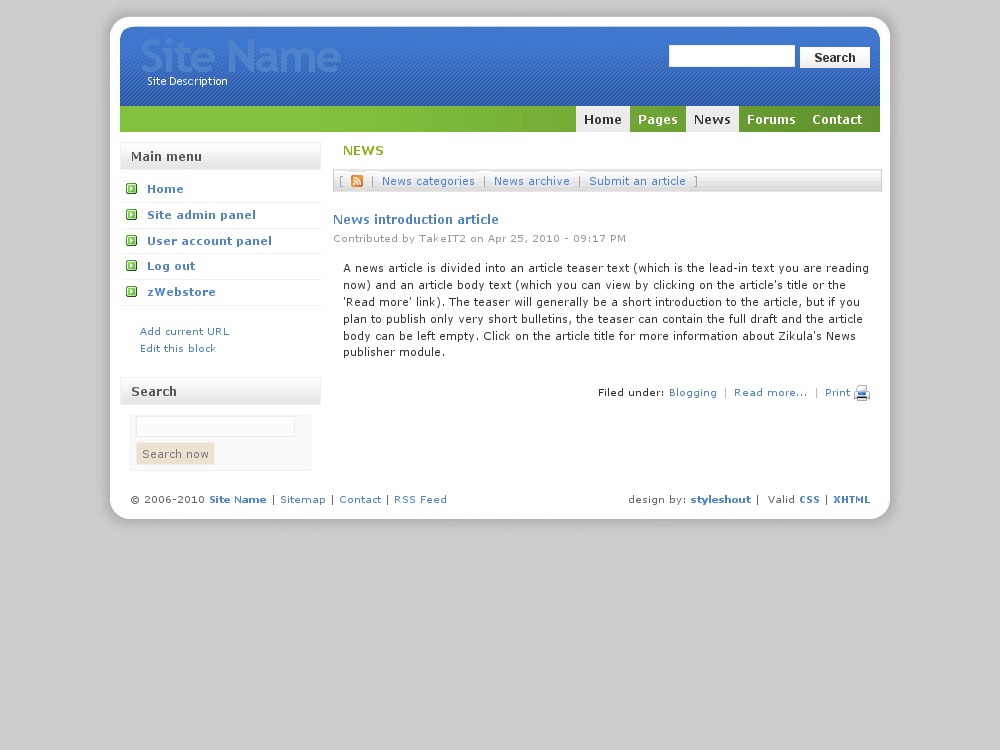 Site Name
Site Description
Search
Home Pages News Forums Contact
Main menu
Home
Site admin panel
User account panel
Log out
zWebstore
Add current URL
Edit this block
Search
Search now
NEWS
[ | News categories | News archive | Submit an article ]
News introduction article
Contributed by TakeIT2 on Apr 25, 2010 - 09:17 PM
A news article is divided into an article teaser text (which is the lead-in text you are reading
now) and an article body text (which you can view by clicking on the article's title or the
'Read more' link). The teaser will generally be a short introduction to the article, but if you
plan to publish only very short bulletins, the teaser can contain the full draft and the article
body can be left empty. Click on the article title for more information about Zikula's News
publisher module.
Filed under: Blogging | Read more... | Print
© 2006-2010 Site Name | Sitemap | Contact | RSS Feed
design by: styleshout | Valid CSS | XHTML